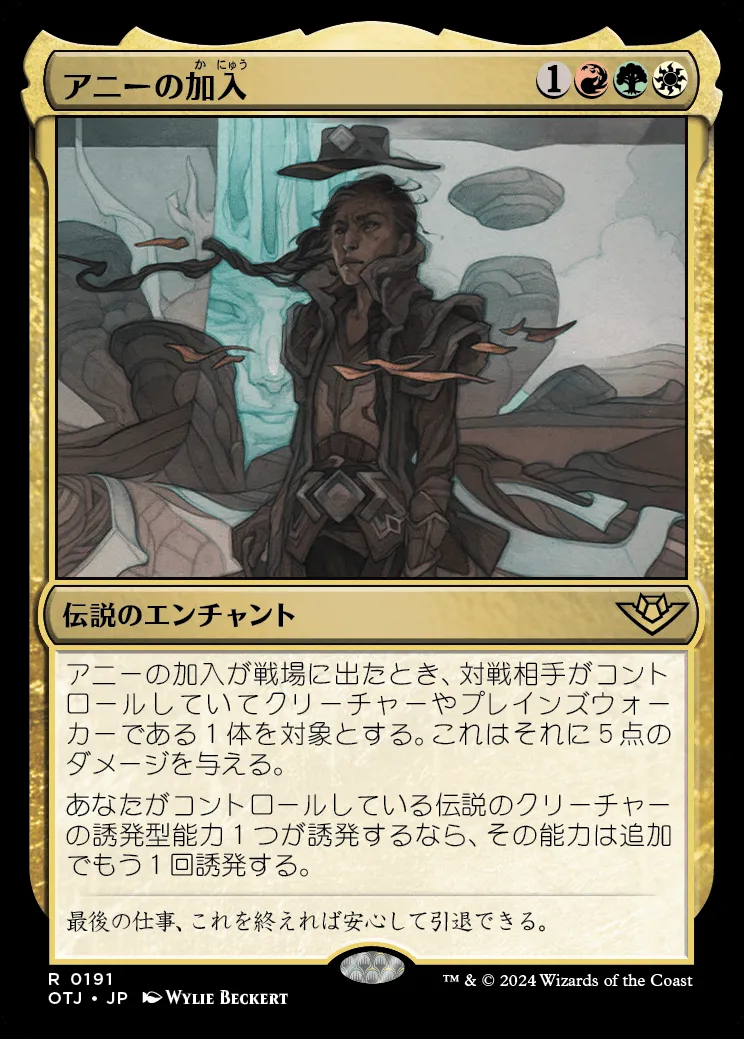 かにゅう
アニーの加入
1
伝説のエンチャント
アニーの加入が戦場に出たとき、対戦相手がコント
ロールしていてクリーチャーやプレインズウォー
カーである１体を対象とする。これはそれに５点の
ダメージを与える。
あなたがコントロールしている伝説のクリーチャー
の誘発型能力１つが誘発するなら、その能力は追加
でもう１回誘発する。
最後の仕事、これを終えれば安心して引退できる。
R 0191
OTJ • JP WYLIE BECKERT
™ & © 2024 Wizards of the Coast